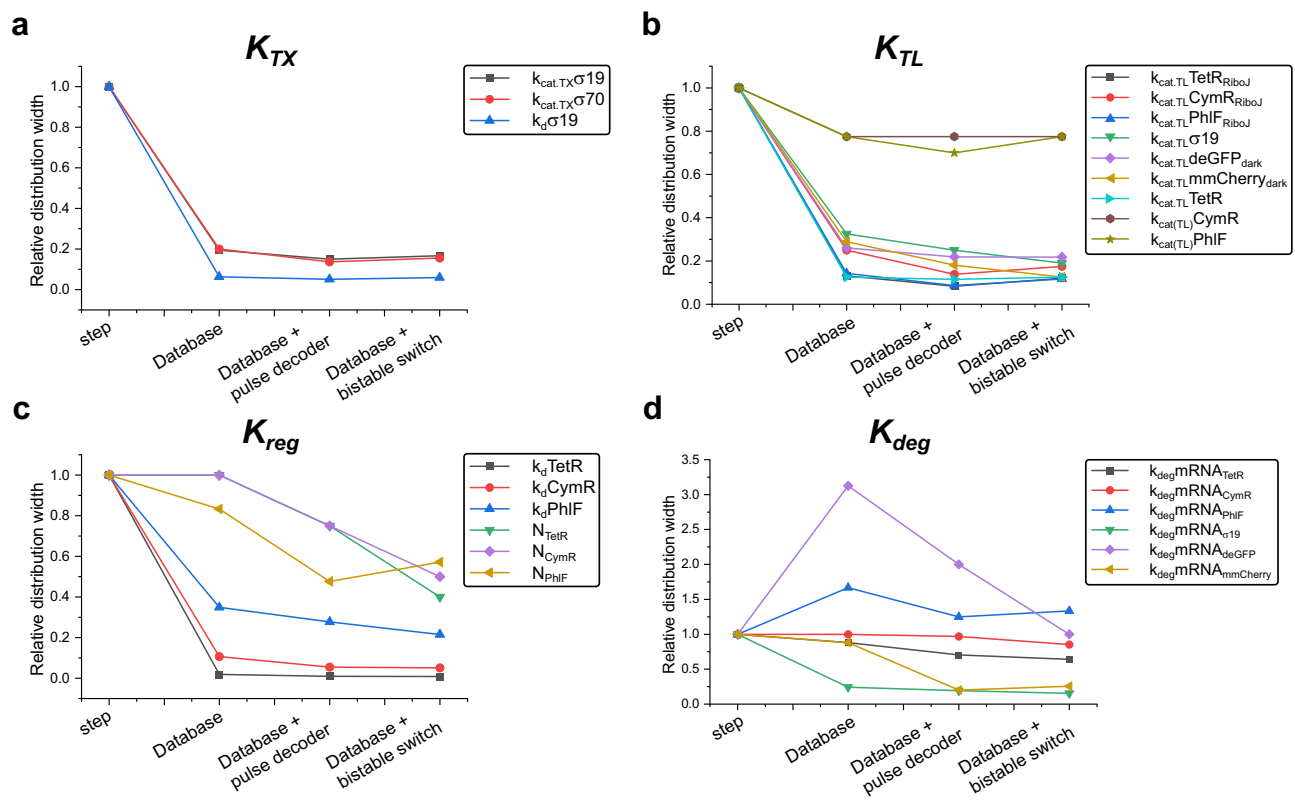 a
K_TX
Relative distribution width
1.0
0.8
0.6
0.4
0.2
0.0
step
Database
Database +
pulse decoder
Database +
bistable switch
k_cat.TXσ19
k_cat.TXσ70
k_dσ19
b
K_TL
Relative distribution width
1.0
0.8
0.6
0.4
0.2
0.0
step
Database
Database +
pulse decoder
Database +
bistable switch
k_cat.TLTetR_RiboJ
k_cat.TLCymR_RiboJ
k_cat.TLPhlF_RiboJ
k_cat.TLσ19
k_cat.TLdeGFP_dark
k_cat.TLmmCherry_dark
k_cat.TLTetR
k_cat(TL)CymR
k_cat(TL)PhlF
c
K_reg
Relative distribution width
1.0
0.8
0.6
0.4
0.2
0.0
step
Database
Database +
pulse decoder
Database +
bistable switch
k_dTetR
k_dCymR
k_dPhlF
N_TetR
N_CymR
N_PhlF
d
K_deg
Relative distribution width
3.5
3.0
2.5
2.0
1.5
1.0
0.5
0.0
step
Database
Database +
pulse decoder
Database +
bistable switch
k_degmRNA_TetR
k_degmRNA_CymR
k_degmRNA_PhlF
k_degmRNA_σ19
k_degmRNA_deGFP
k_degmRNA_mmCherry